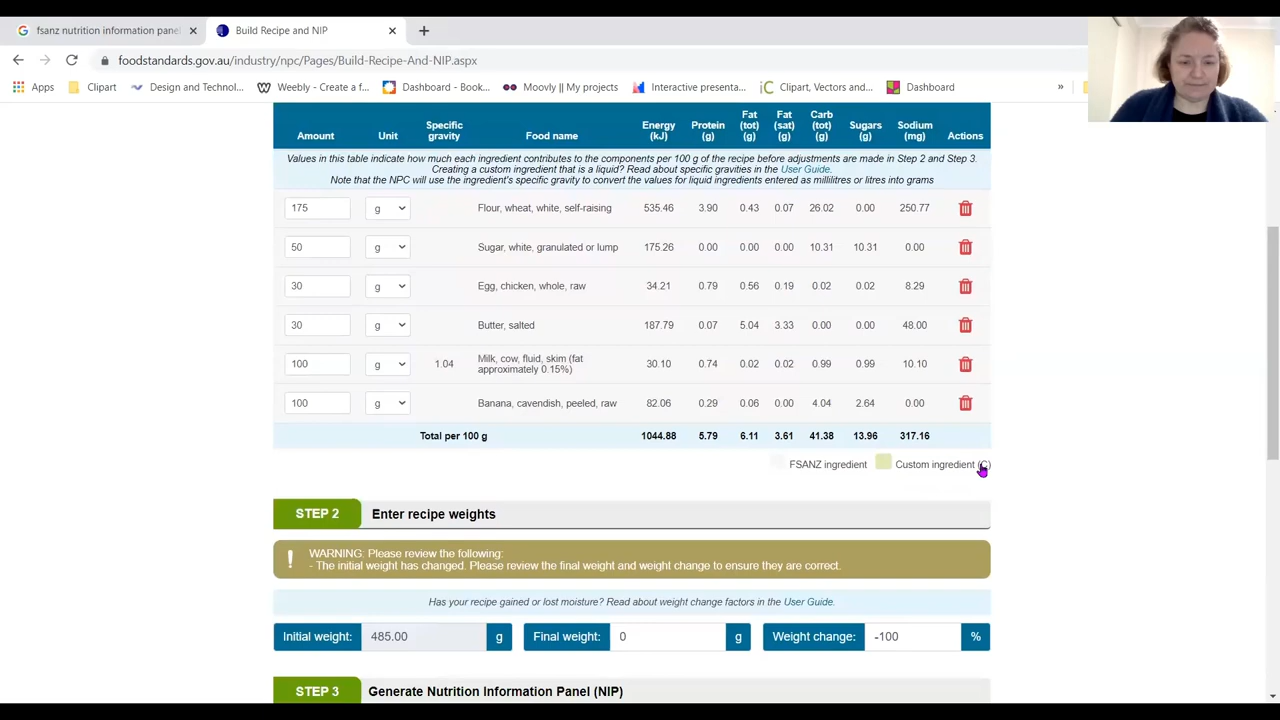 fsanz nutrition information panel
Build Recipe and NIP
foodstandards.gov.au/industry/npc/Pages/Build-Recipe-And-NIP.aspx
Apps Clipart Design and Technol... Weebly - Create a f... Dashboard - Book... Moovly || My projects Interactive presenta... Clipart, Vectors and... Dashboard »
Amount Unit Specific gravity Food name Energy (kJ) Protein (g) Fat (tot) (g) Fat (sat) (g) Carb (tot) (g) Sugars (g) Sodium (mg) Actions
Values in this table indicate how much each ingredient contributes to the components per 100 g of the recipe before adjustments are made in Step 2 and Step 3.
Creating a custom ingredient that is a liquid? Read about specific gravities in the User Guide.
Note that the NPC will use the ingredient's specific gravity to convert the values for liquid ingredients entered as millilitres or litres into grams
175 g Flour, wheat, white, self-raising 535.46 3.90 0.43 0.07 26.02 0.00 250.77
50 g Sugar, white, granulated or lump 175.26 0.00 0.00 0.00 10.31 10.31 0.00
30 g Egg, chicken, whole, raw 34.21 0.79 0.56 0.19 0.02 0.02 8.29
30 g Butter, salted 187.79 0.07 5.04 3.33 0.00 0.00 48.00
100 g 1.04 Milk, cow, fluid, skim (fat approximately 0.15%) 30.10 0.74 0.02 0.02 0.99 0.99 10.10
100 g Banana, cavendish, peeled, raw 82.06 0.29 0.06 0.00 4.04 2.64 0.00
Total per 100 g 1044.88 5.79 6.11 3.61 41.38 13.96 317.16
FSANZ ingredient Custom ingredient (C)
STEP 2 Enter recipe weights
! WARNING: Please review the following:
- The initial weight has changed. Please review the final weight and weight change to ensure they are correct.
Has your recipe gained or lost moisture? Read about weight change factors in the User Guide.
Initial weight: 485.00 g Final weight: 0 g Weight change: -100 %
STEP 3 Generate Nutrition Information Panel (NIP)